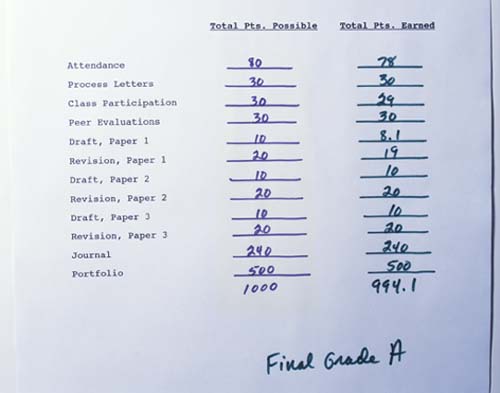 Total Pts. Possible Total Pts. Earned
Attendance 80 78
Process Letters 30 30
Class Participation 30 29
Peer Evaluations 30 30
Draft, Paper 1 10 8.1
Revision, Paper 1 20 19
Draft, Paper 2 10 10
Revision, Paper 2 20 20
Draft, Paper 3 10 10
Revision, Paper 3 20 20
Journal 240 240
Portfolio 500 500
1000 994.1
Final Grade A